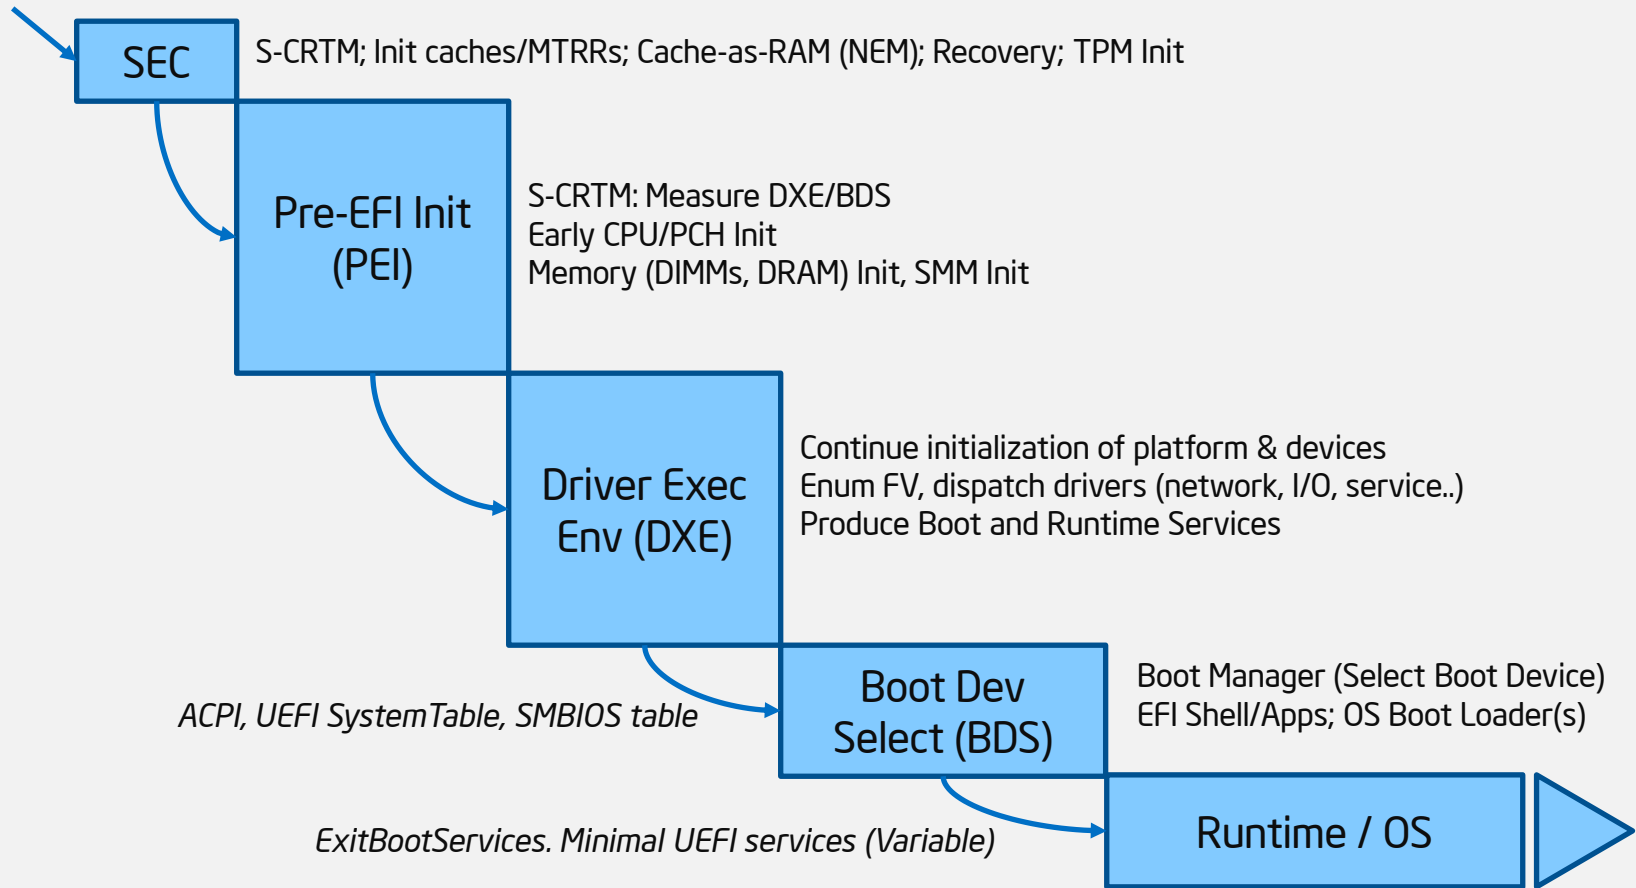 SEC
S-CRTM; Init caches/MTRRs; Cache-as-RAM (NEM); Recovery; TPM Init
Pre-EFI Init
(PEI)
S-CRTM: Measure DXE/BDS
Early CPU/PCH Init
Memory (DIMMs, DRAM) Init, SMM Init
Driver Exec
Env (DXE)
Continue initialization of platform & devices
Enum FV, dispatch drivers (network, I/O, service..)
Produce Boot and Runtime Services
ACPI, UEFI SystemTable, SMBIOS table
Boot Dev
Select (BDS)
Boot Manager (Select Boot Device)
EFI Shell/Apps; OS Boot Loader(s)
ExitBootServices. Minimal UEFI services (Variable)
Runtime / OS